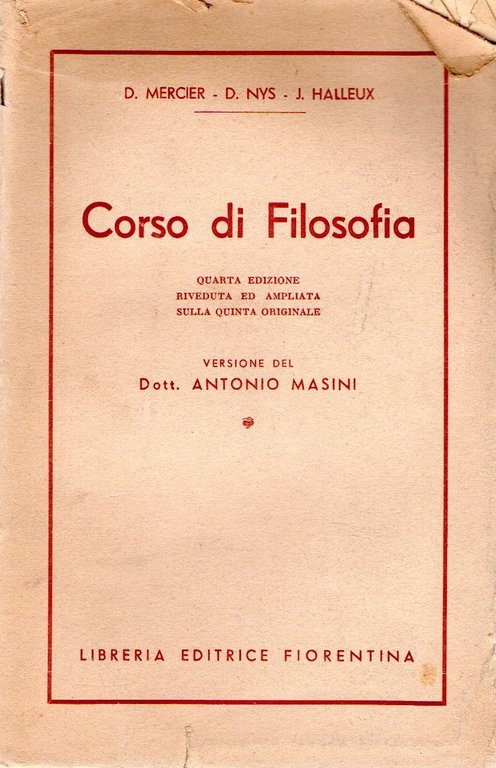 D. MERCIER - D. NYS - J. HALLEUX
Corso di Filosofia
QUARTA EDIZIONE
RIVEDUTA ED AMPLIATA
SULLA QUINTA ORIGINALE
VERSIONE DEL
Dott. ANTONIO MASINI
LIBRERIA EDITRICE FIORENTINA